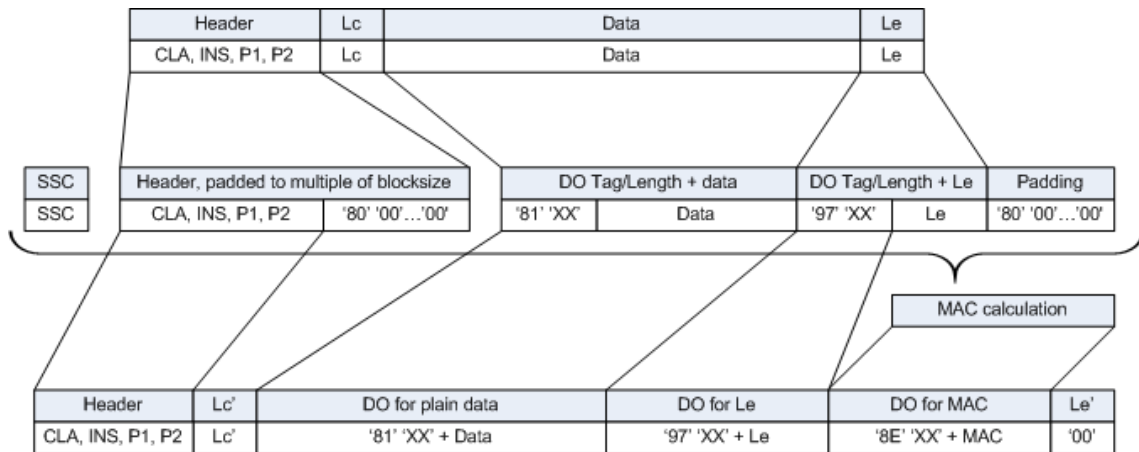 Header Lc Data Le
CLA, INS, P1, P2 Lc Data Le
SSC Header, padded to multiple of blocksize DO Tag/Length + data DO Tag/Length + Le Padding
SSC CLA, INS, P1, P2 '80' '00'...'00' '81' 'XX' Data '97' 'XX' Le '80' '00'...'00'
MAC calculation
Header Lc' DO for plain data DO for Le DO for MAC Le'
CLA, INS, P1, P2 Lc' '81' 'XX' + Data '97' 'XX' + Le '8E' 'XX' + MAC '00'